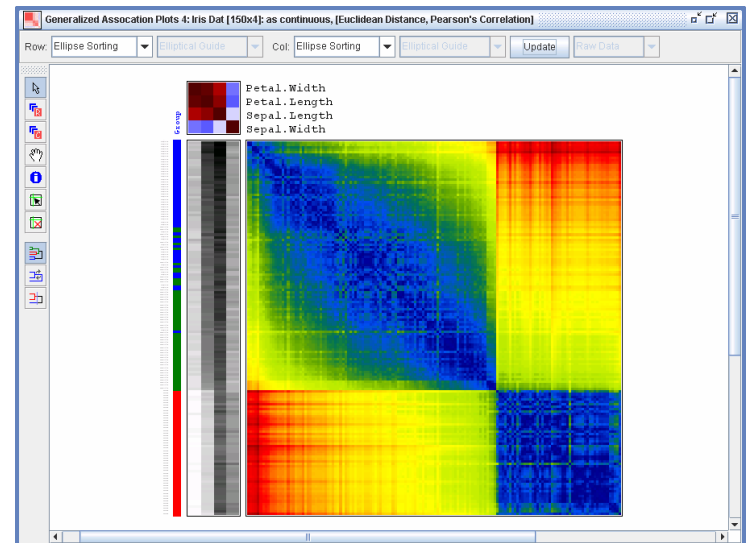 Generalized Assocation Plots 4: Iris Dat [150x4]: as continuous, [Euclidean Distance, Pearson's Correlation]
Row: Ellipse Sorting Elliptical Guide Col: Ellipse Sorting Elliptical Guide Update Raw Data
Petal.Width
Petal.Length
Sepal.Length
Sepal.Width
Group